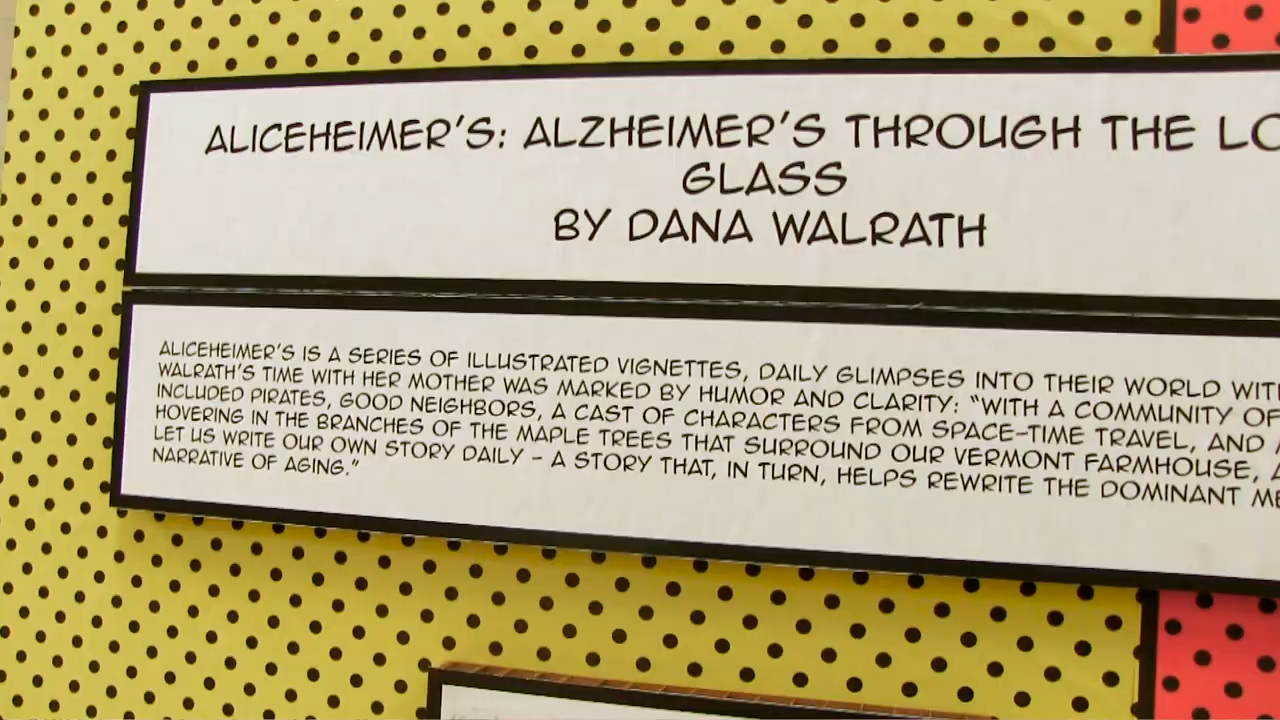 ALICEHEIMER'S: ALZHEIMER'S THROUGH THE
GLASS
BY DANA WALRATH
ALICEHEIMER'S IS A SERIES OF ILLUSTRATED VIGNETTES, DAILY GLIMPSES INTO THEIR WORLD
WALRATH'S TIME WITH HER MOTHER WAS MARKED BY HUMOR AND CLARITY: "WITH A COMMUNITY OF
INCLUDED PIRATES, GOOD NEIGHBORS, A CAST OF CHARACTERS FROM SPACE-TIME TRAVEL, AND
HOVERING IN THE BRANCHES OF THE MAPLE TREES THAT SURROUND OUR VERMONT FARMHOUSE,
LET US WRITE OUR OWN STORY DAILY – A STORY THAT, IN TURN, HELPS REWRITE THE DOMINANT
NARRATIVE OF AGING."